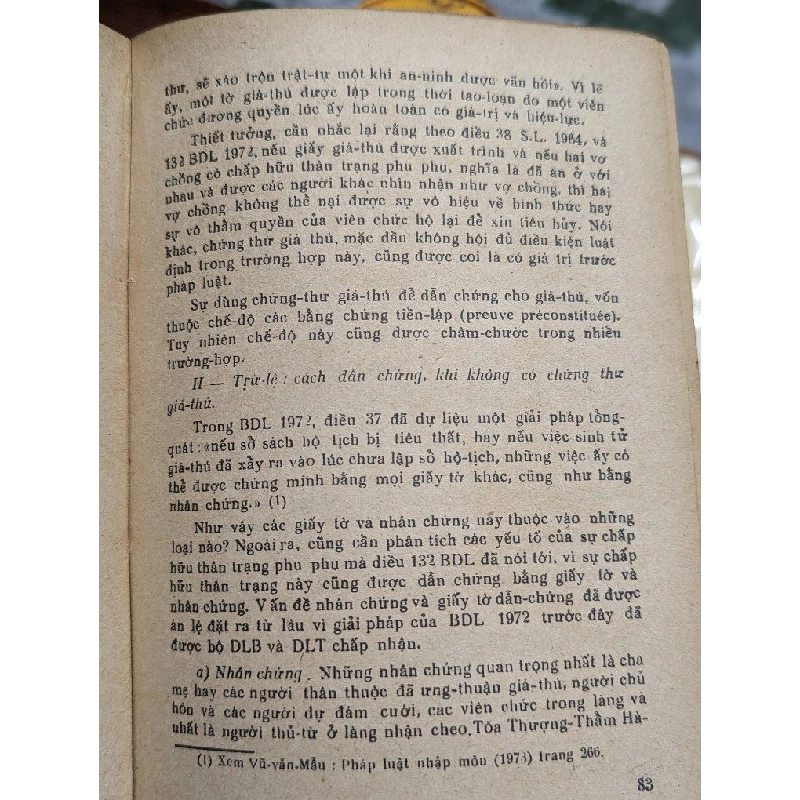 thư, sẽ xáo trộn trật-tự một khi an-ninh được vãn hồi». Vì lẽ
ấy, mỗi tờ giá-thú được lập trong thời tao-loạn do một viên
chức đương quyền lúc ấy hoàn toàn có giá-trị và hiệu-lực.
Thiết tưởng, cần nhắc lại rằng theo điều 38 S.L. 1964, và
132 BDL 1972, nếu giấy giá-thú được xuất trình và nếu hai vợ
chồng có chấp hữu thân trạng phu phu, nghĩa là đã ăn ở với
nhau và được các người khác nhìn nhận như vợ chồng, thì hai
vợ chồng không thể nại được sự vô hiệu về hình thức hay
sự vô thẩm quyền của viên chức hộ lại để xin tiêu hủy. Nói
khác, chứng thư giá thú, mặc dầu không hội đủ điều kiện luật
định trong trường hợp này, cũng được coi là có giá trị trước
pháp luật.
Sự dùng chứng-thư giá-thú để dẫn chứng cho giá-thú, vốn
thuộc chế-độ các bằng chứng tiền-lập (preuve préconstituée).
Tuy nhiên chế-độ này cũng được châm-chước trong nhiều
trường-hợp.
II — Trừ-lệ : cách dẫn chứng, khi không có chứng thư
giá-thú.
Trong BDL 1972, điều 37 đã dự liệu một giải pháp tổng-
quát : «nếu sổ sách hộ tịch bị tiêu thất, hay nếu việc sinh tử
giá-thú đã xẩy ra vào lúc chưa lập sổ hộ-tịch, những việc ấy có
thể được chứng minh bằng mọi giấy tờ khác, cũng như bằng
nhân chứng.» (1)
Như vậy các giấy tờ và nhân chứng này thuộc vào những
loại nào? Ngoài ra, cũng cần phân tích các yếu tố của sự chấp
hữu thân trạng phu phu mà điều 132 BDL đã nói tới, vì sự chấp
hữu thân trạng này cũng được dẫn chứng bằng giấy tờ và
nhân chứng. Vấn đề nhân chứng và giấy tờ dẫn-chứng đã được
án lệ đặt ra từ lâu vì giải pháp của BDL 1972 trước đây đã
được bộ DLB và DLT chấp nhận.
a) Nhân chứng . Những nhân chứng quan trọng nhất là cha
mẹ hay các người thân thuộc đã ưng-thuận giá-thú, người chủ
hôn và các người dự đám cưới, các viên chức trong làng và
nhất là người thủ-từ ở làng nhận cheo. Tòa Thượng-Thẩm Hà-
(1) Xem Vũ-văn.Mẫu : Pháp luật nhập môn (1973) trang 266.
83